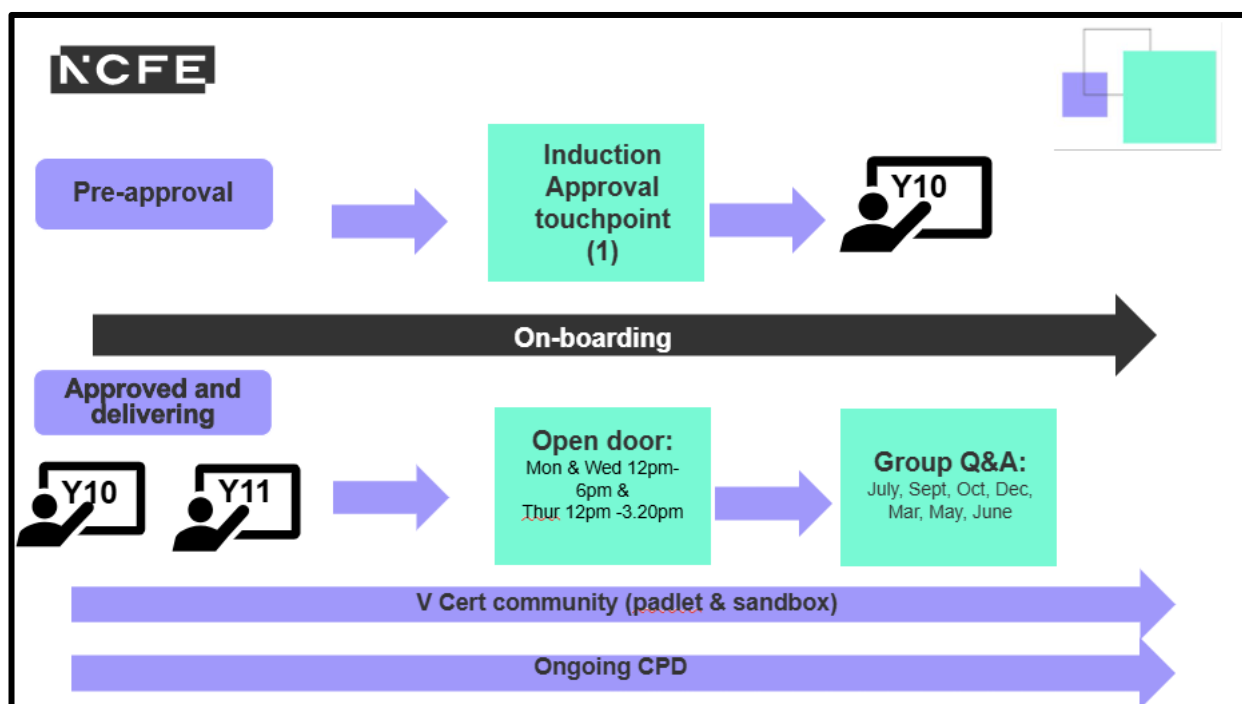 NCFE
Pre-approval
Induction
Approval
touchpoint
(1)
Y10
On-boarding
Approved and
delivering
Y10
Y11
Open door:
Mon & Wed 12pm-
6pm &
Thur 12pm -3.20pm
Group Q&A:
July, Sept, Oct, Dec,
Mar, May, June
V Cert community (padlet & sandbox)
Ongoing CPD